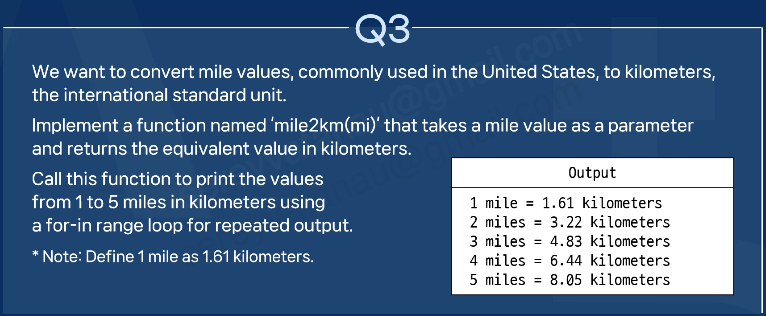 Q3
We want to convert mile values, commonly used in the United States, to kilometers,
the international standard unit.
Implement a function named 'mile2km(mi)' that takes a mile value as a parameter
and returns the equivalent value in kilometers.
Call this function to print the values
from 1 to 5 miles in kilometers using
a for-in range loop for repeated output.
* Note: Define 1 mile as 1.61 kilometers.
Output
1 mile = 1.61 kilometers
2 miles = 3.22 kilometers
3 miles = 4.83 kilometers
4 miles = 6.44 kilometers
5 miles = 8.05 kilometers